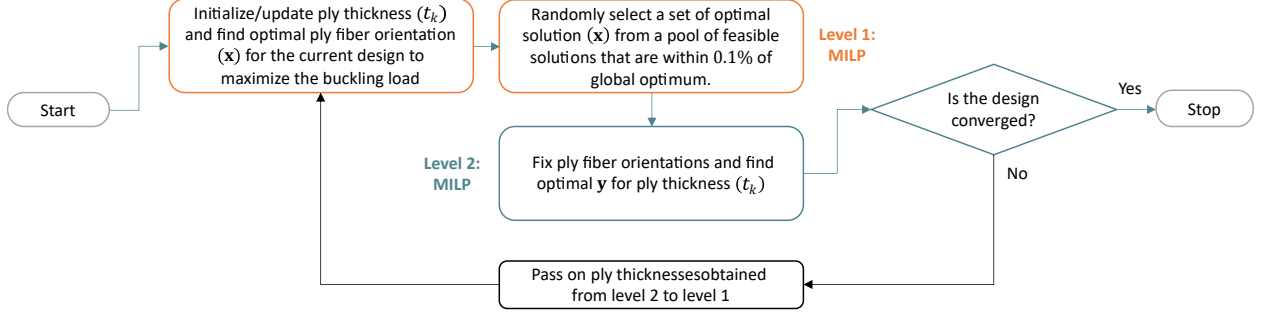 Start
Initialize/update ply thickness (tₖ)
and find optimal ply fiber orientation
(𝐱) for the current design to
maximize the buckling load
Randomly select a set of optimal
solution (𝐱) from a pool of feasible
solutions that are within 0.1% of
global optimum.
Level 1:
MILP
Level 2:
MILP
Fix ply fiber orientations and find
optimal 𝐲 for ply thickness (tₖ)
Is the design
converged?
Yes
Stop
No
Pass on ply thicknessesobtained
from level 2 to level 1